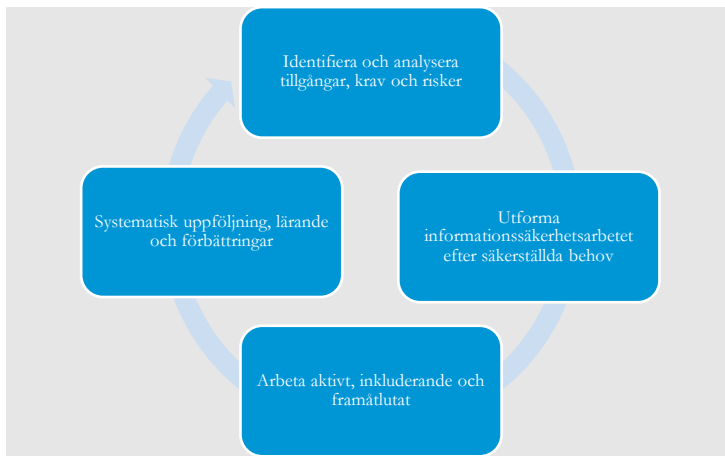 Identifiera och analysera
tillgångar, krav och risker
Utforma
informationssäkerhetsarbetet
efter säkerställda behov
Arbeta aktivt, inkluderande och
framåtlutat
Systematisk uppföljning, lärande
och förbättringar